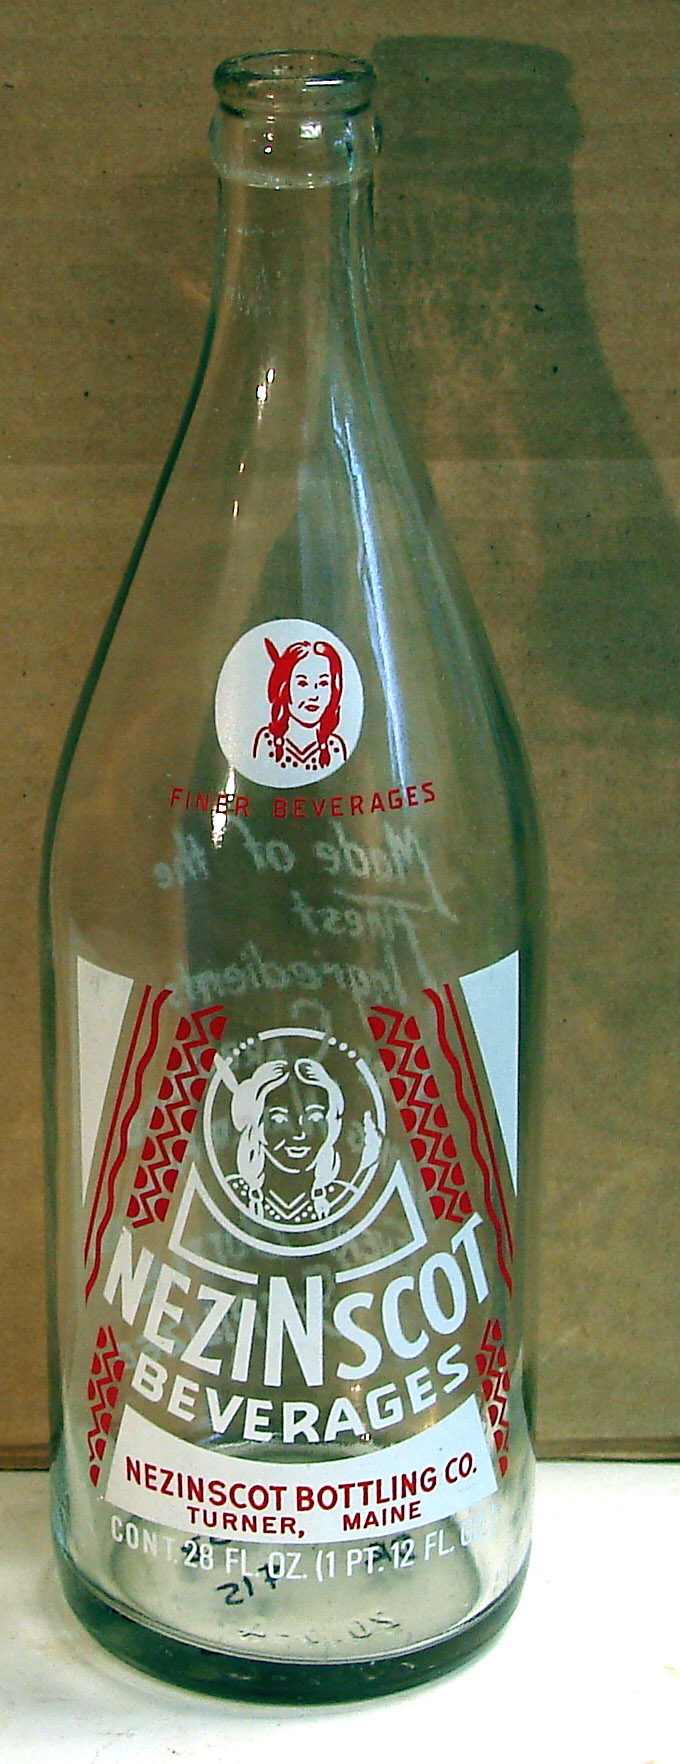 FINER BEVERAGES
Made of the
Finest
Ingredients
NEZINSCOT
BEVERAGES
NEZINSCOT BOTTLING CO.
TURNER, MAINE
CONT. 28 FL. OZ. (1 PT. 12 FL.
217